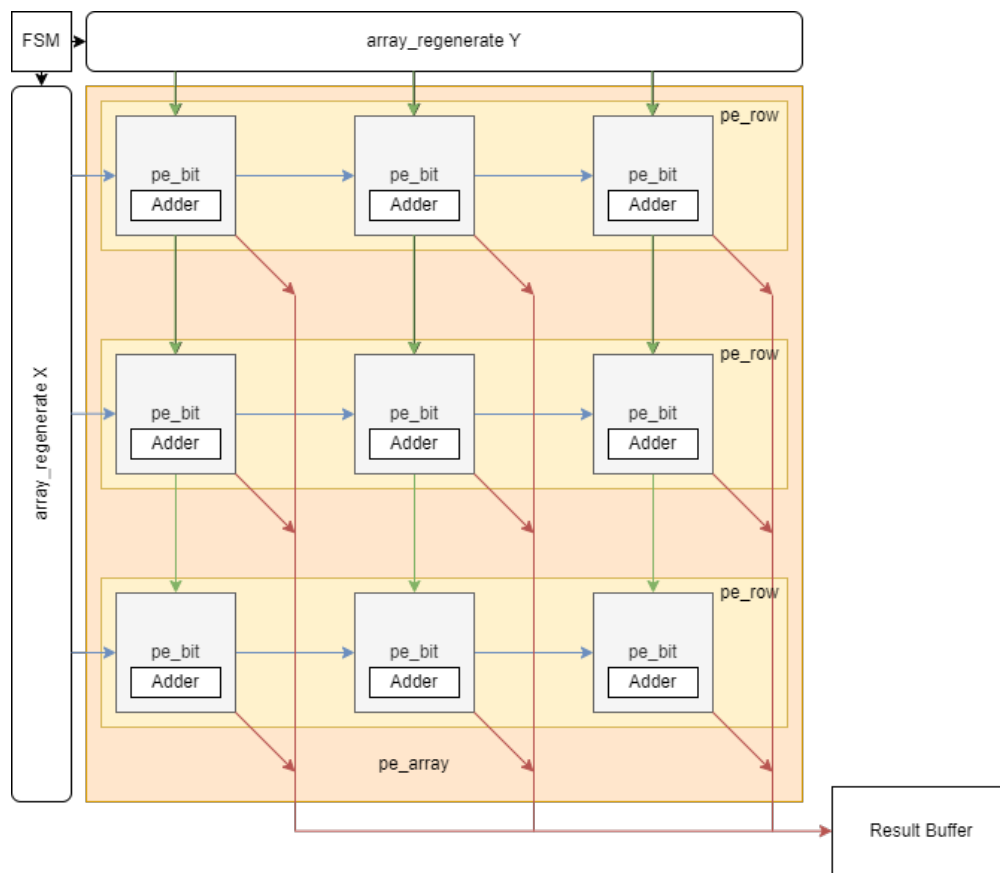 FSM
array_regenerate Y
array_regenerate X
pe_row
pe_bit
Adder
pe_bit
Adder
pe_bit
Adder
pe_row
pe_bit
Adder
pe_bit
Adder
pe_bit
Adder
pe_row
pe_bit
Adder
pe_bit
Adder
pe_bit
Adder
pe_array
Result Buffer